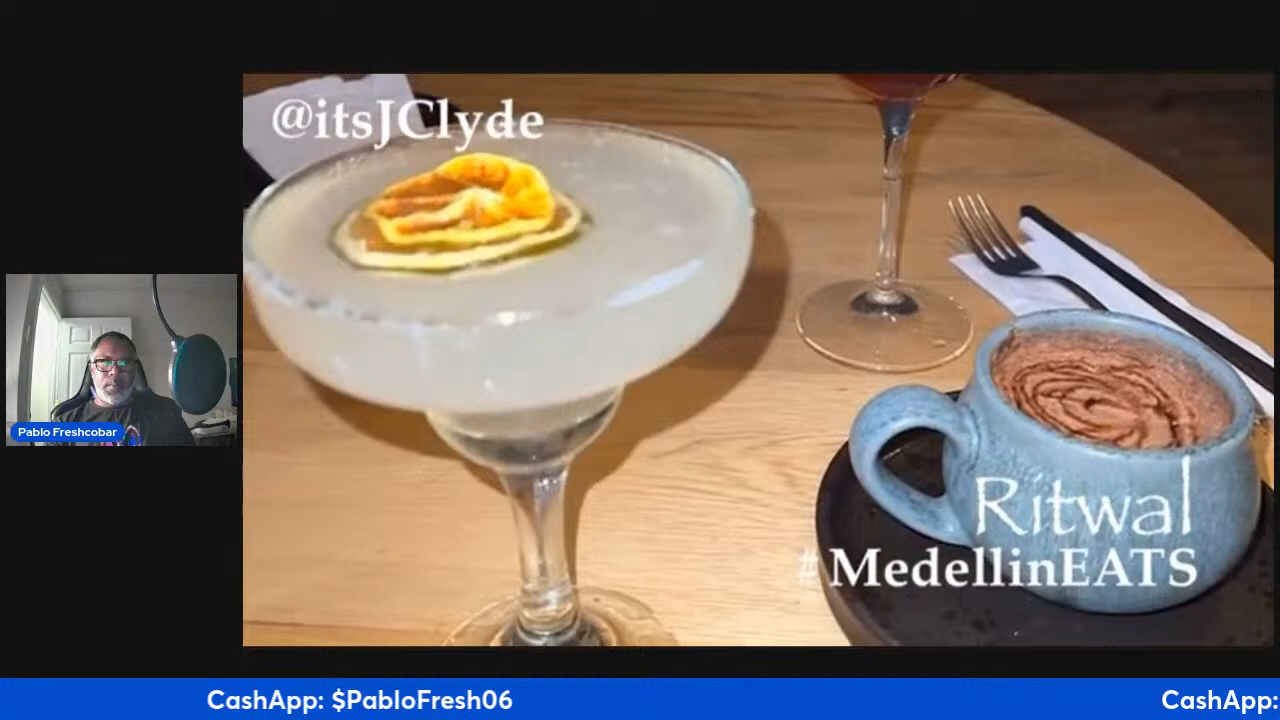 @itsJClyde
Pablo Freshcobar
Ritwal
#MedellinEATS
CashApp: $PabloFresh06
CashApp: